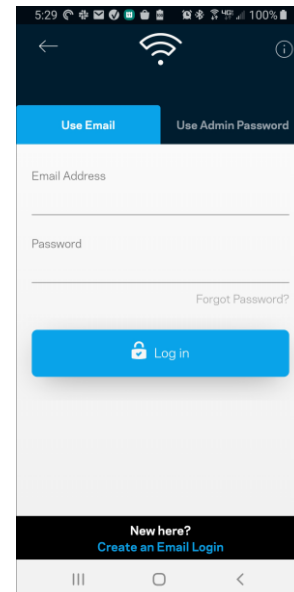 5:29 100%
Use Email Use Admin Password
Email Address
Password
Forgot Password?
Log in
New here?
Create an Email Login